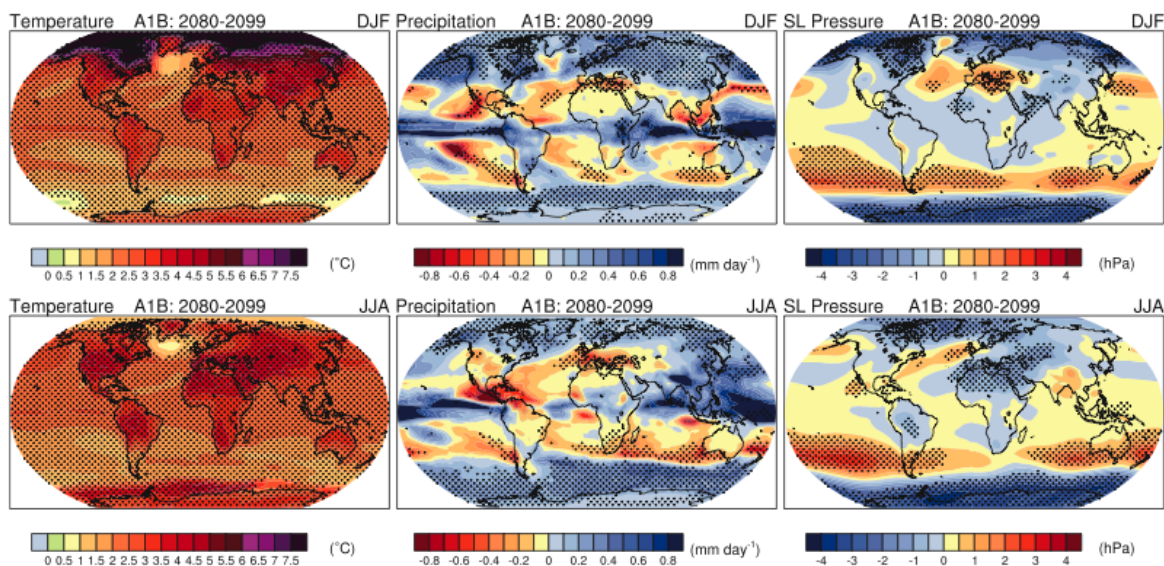 Temperature A1B: 2080-2099 DJF
Precipitation A1B: 2080-2099 DJF
SL Pressure A1B: 2080-2099 DJF
0 0.5 1 1.5 2 2.5 3 3.5 4 4.5 5 5.5 6 6.5 7 7.5 (°C)
-0.8 -0.6 -0.4 -0.2 0 0.2 0.4 0.6 0.8 (mm day-1)
-4 -3 -2 -1 0 1 2 3 4 (hPa)
Temperature A1B: 2080-2099 JJA
Precipitation A1B: 2080-2099 JJA
SL Pressure A1B: 2080-2099 JJA
0 0.5 1 1.5 2 2.5 3 3.5 4 4.5 5 5.5 6 6.5 7 7.5 (°C)
-0.8 -0.6 -0.4 -0.2 0 0.2 0.4 0.6 0.8 (mm day-1)
-4 -3 -2 -1 0 1 2 3 4 (hPa)